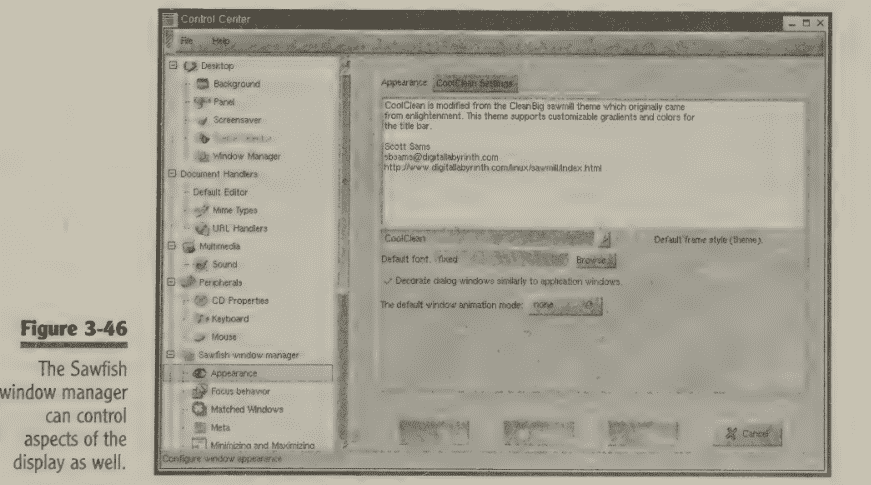 Control Center
File Help
Desktop
Background
Panel
Screensaver
Window Manager
Document Handlers
Default Editor
Mime Types
URL Handlers
Multimedia
Sound
Peripherals
CD Properties
Keyboard
Mouse
Sawfish window manager
Appearance
Focus behavior
Matched Windows
Meta
Minimizing and Maximizing
Configure window appearance
Appearance CoolClean Settings
CoolClean is modified from the CleanBig sawmill theme which originally came
from enlightenment. This theme supports customizable gradients and colors for
the title bar.
Scott Sams
sbsams@digitallabyrinth.com
http://www.digitallabyrinth.com/linux/sawmill/index.html
CoolClean Default frame style (theme).
Default font. fixed Browse...
Decorate dialog windows similarly to application windows.
The default window animation mode: none
Cancel
Figure 3-46
The Sawfish
window manager
can control
aspects of the
display as well.